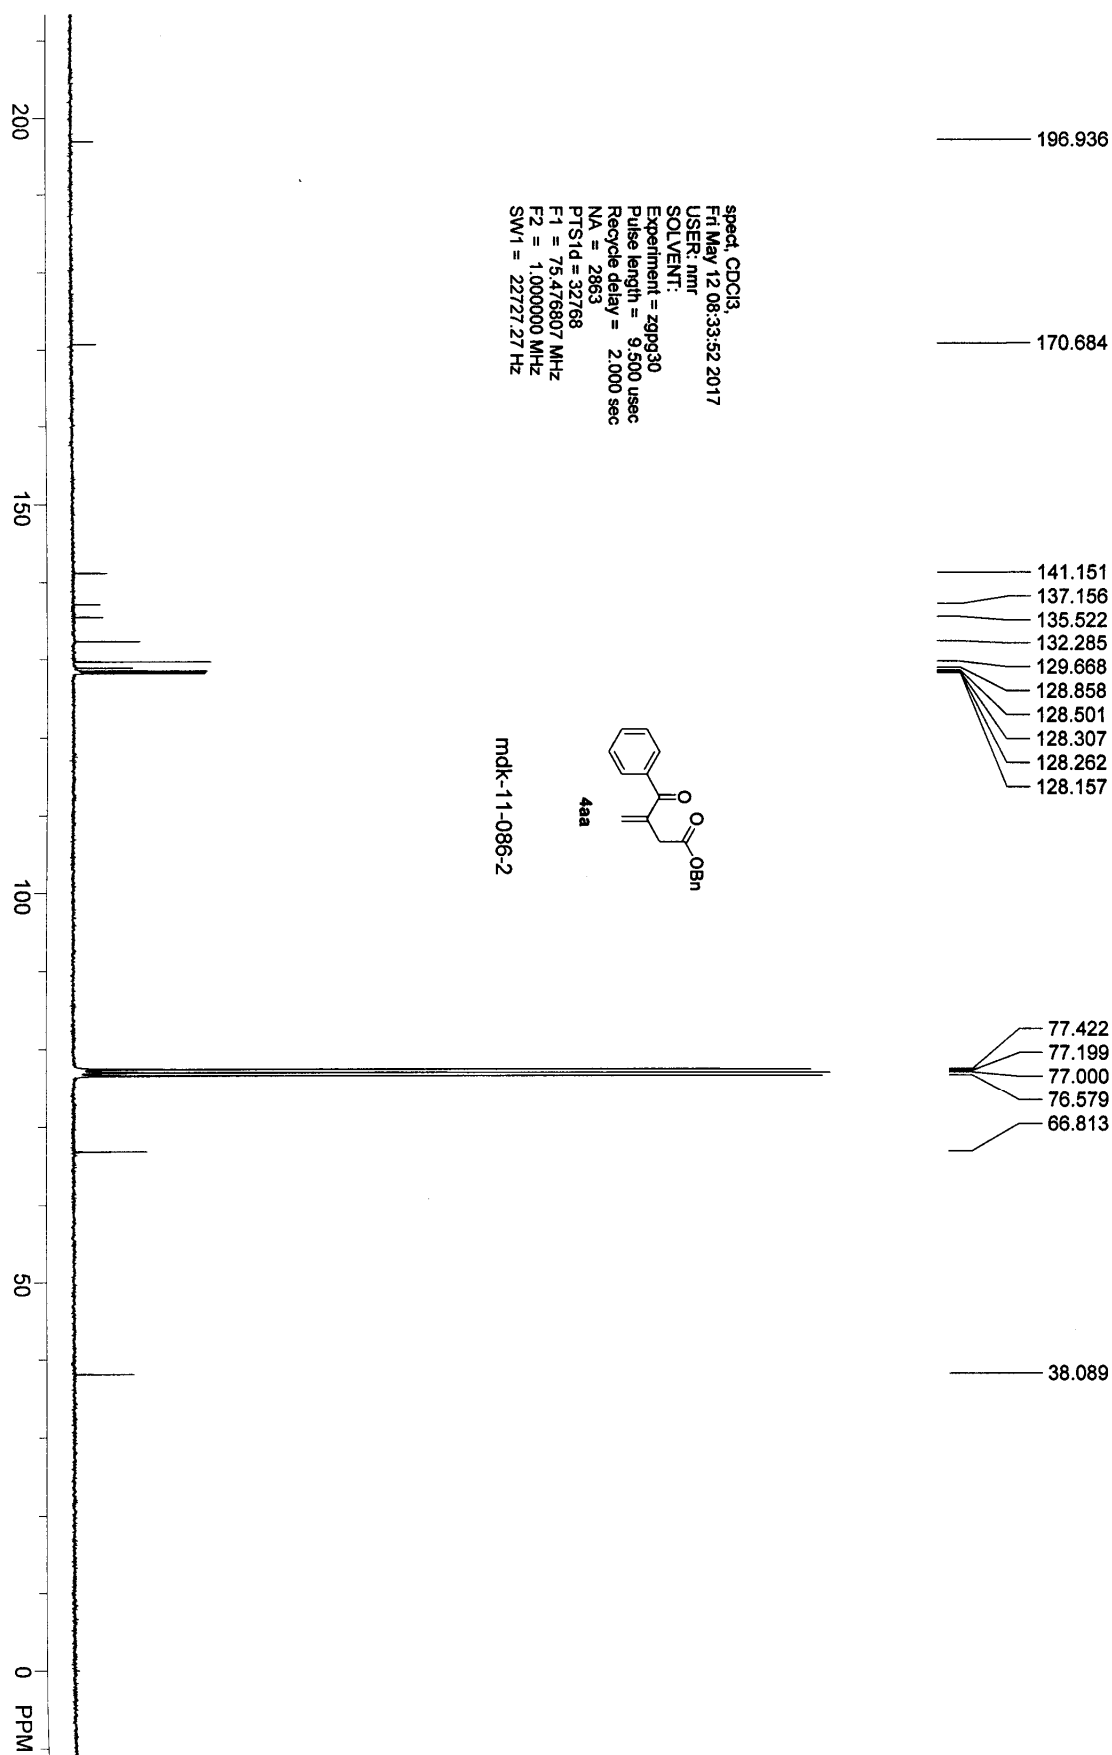 spect, CDCl3,
Fri May 12 08:33:52 2017
USER: nmr
SOLVENT:
Experiment = zgpg30
Pulse length = 9.500 usec
Recycle delay = 2.000 sec
NA = 2863
PTS1d = 32768
F1 = 75.476807 MHz
F2 = 1.000000 MHz
SW1 = 22727.27 Hz
196.936
170.684
141.151
137.156
135.522
132.285
129.668
128.858
128.501
128.307
128.262
128.157
77.422
77.199
77.000
76.579
66.813
38.089
O
O
OBn
4aa
mdk-11-086-2
200
150
100
50
0
PPM